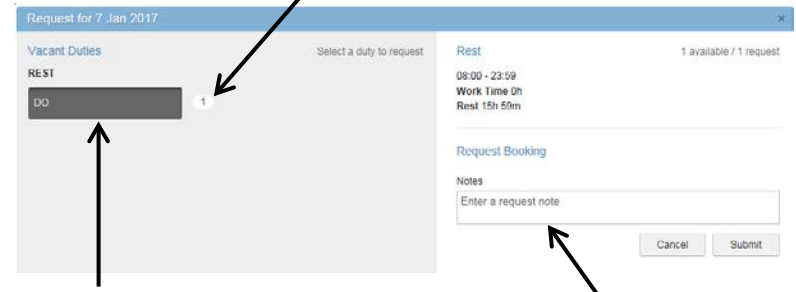 Request for 7 Jan 2017 ×
Vacant Duties Select a duty to request
REST
DO 1
Rest 1 available / 1 request
08:00 - 23:59
Work Time 0h
Rest 15h 59m
Request Booking
Notes
Enter a request note
Cancel Submit